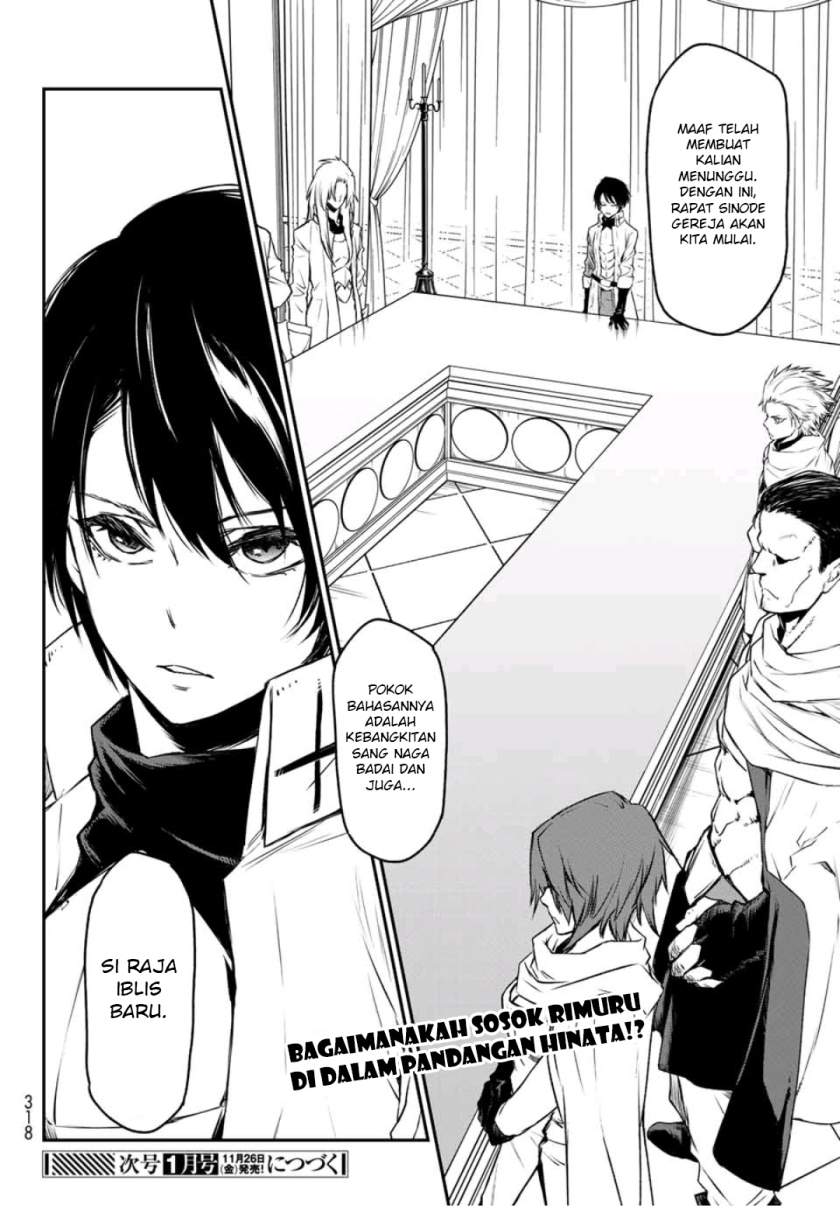 MAAF TELAH
MEMBUAT
KALIAN
MENUNGGU.
DENGAN INI,
RAPAT SINODE
GEREJA AKAN
KITA MULAI.
POKOK
BAHASANNYA
ADALAH
KEBANGKITAN
SANG NAGA
BADAI DAN
JUGA...
SI RAJA
IBLIS
BARU.
BAGAIMANAKAH SOSOK RIMURU
DI DALAM PANDANGAN HINATA!?
318
次号1月号11月26日(金)発売!につづく